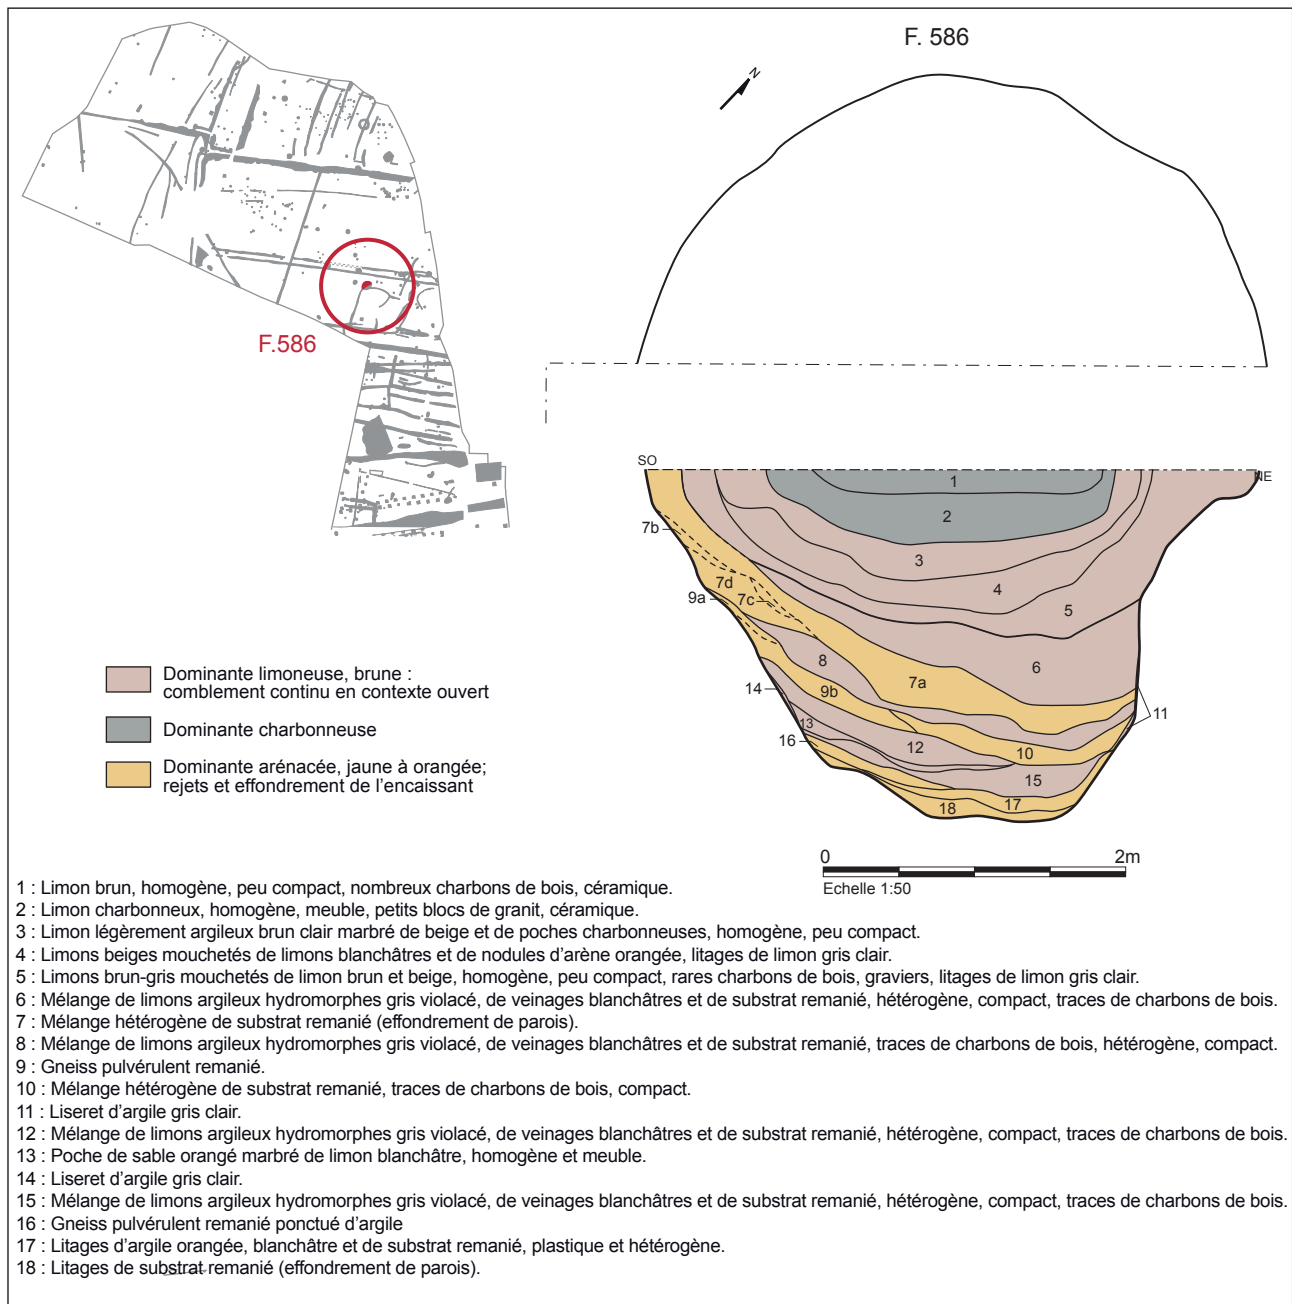 F. 586
N
F.586
SO
NE
1
2
3
4
5
6
7b
7d
7c
9a
8
7a
9b
14
13
16
12
10
11
15
17
18
Dominante limoneuse, brune :
comblement continu en contexte ouvert
Dominante charbonneuse
Dominante arénacée, jaune à orangée;
rejets et effondrement de l'encaissant
0
2m
Echelle 1:50
1 : Limon brun, homogène, peu compact, nombreux charbons de bois, céramique.
2 : Limon charbonneux, homogène, meuble, petits blocs de granit, céramique.
3 : Limon légèrement argileux brun clair marbré de beige et de poches charbonneuses, homogène, peu compact.
4 : Limons beiges mouchetés de limons blanchâtres et de nodules d'arène orangée, litages de limon gris clair.
5 : Limons brun-gris mouchetés de limon brun et beige, homogène, peu compact, rares charbons de bois, graviers, litages de limon gris clair.
6 : Mélange de limons argileux hydromorphes gris violacé, de veinages blanchâtres et de substrat remanié, hétérogène, compact, traces de charbons de bois.
7 : Mélange hétérogène de substrat remanié (effondrement de parois).
8 : Mélange de limons argileux hydromorphes gris violacé, de veinages blanchâtres et de substrat remanié, traces de charbons de bois, hétérogène, compact.
9 : Gneiss pulvérulent remanié.
10 : Mélange hétérogène de substrat remanié, traces de charbons de bois, compact.
11 : Liseret d'argile gris clair.
12 : Mélange de limons argileux hydromorphes gris violacé, de veinages blanchâtres et de substrat remanié, hétérogène, compact, traces de charbons de bois.
13 : Poche de sable orangé marbré de limon blanchâtre, homogène et meuble.
14 : Liseret d'argile gris clair.
15 : Mélange de limons argileux hydromorphes gris violacé, de veinages blanchâtres et de substrat remanié, hétérogène, compact, traces de charbons de bois.
16 : Gneiss pulvérulent remanié ponctué d'argile
17 : Litages d'argile orangée, blanchâtre et de substrat remanié, plastique et hétérogène.
18 : Litages de substrat remanié (effondrement de parois).